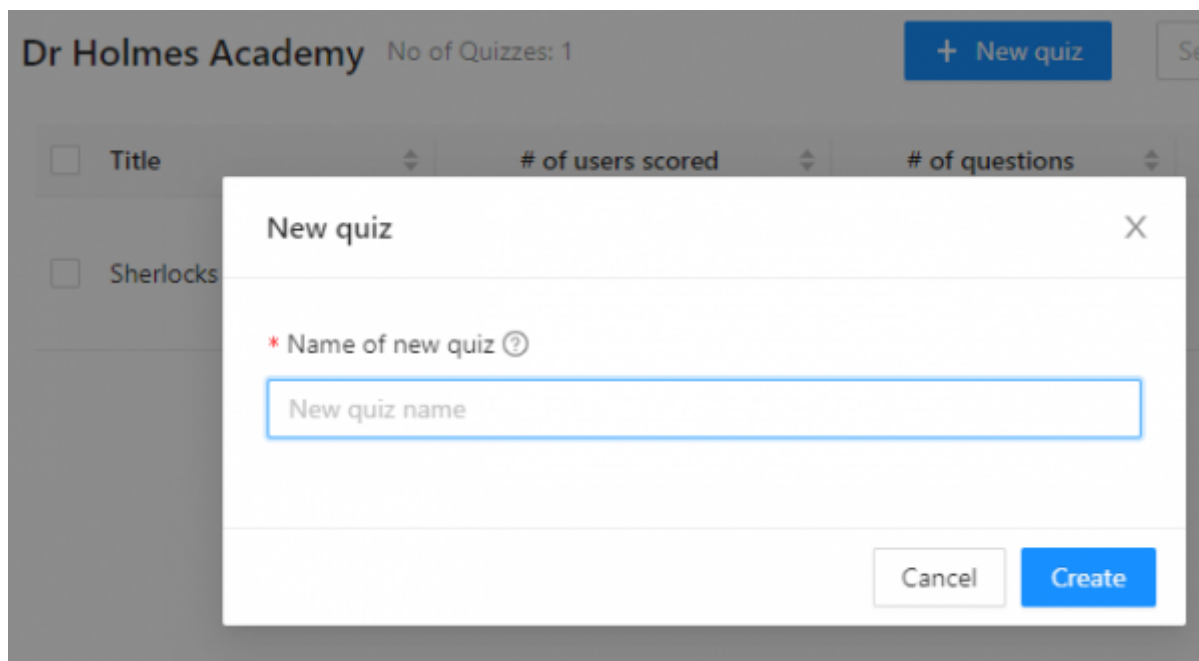 Dr Holmes Academy No of Quizzes: 1 + New quiz
Title # of users scored # of questions
Sherlocks
New quiz X
* Name of new quiz ?
New quiz name
Cancel Create